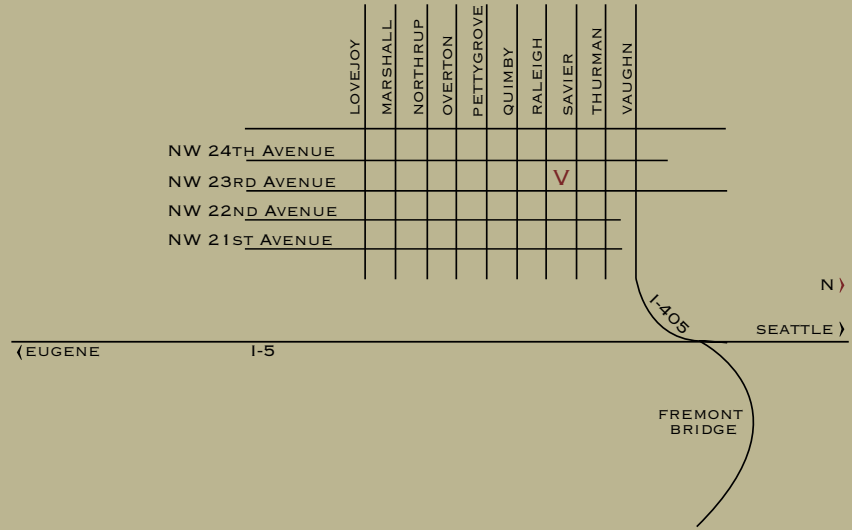 LOVEJOY
MARSHALL
NORTHRUP
OVERTON
PETTYGROVE
QUIMBY
RALEIGH
SAVIER
THURMAN
VAUGHN
NW 24TH AVENUE
NW 23RD AVENUE
V
NW 22ND AVENUE
NW 21ST AVENUE
N
I-405
SEATTLE
EUGENE
I-5
FREMONT
BRIDGE